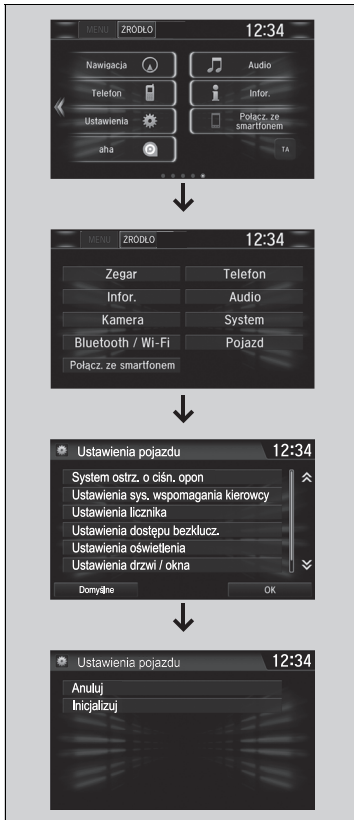 MENU ŹRÓDŁO 12:34
Nawigacja Audio
Telefon Infor.
Ustawienia Połącz. ze smartfonem
aha TA
MENU ŹRÓDŁO 12:34
Zegar Telefon
Infor. Audio
Kamera System
Bluetooth / Wi-Fi Pojazd
Połącz. ze smartfonem
Ustawienia pojazdu 12:34
System ostrz. o ciśn. opon
Ustawienia sys. wspomagania kierowcy
Ustawienia licznika
Ustawienia dostępu bezklucz.
Ustawienia oświetlenia
Ustawienia drzwi / okna
Domyślne OK
Ustawienia pojazdu 12:34
Anuluj
Inicjalizuj